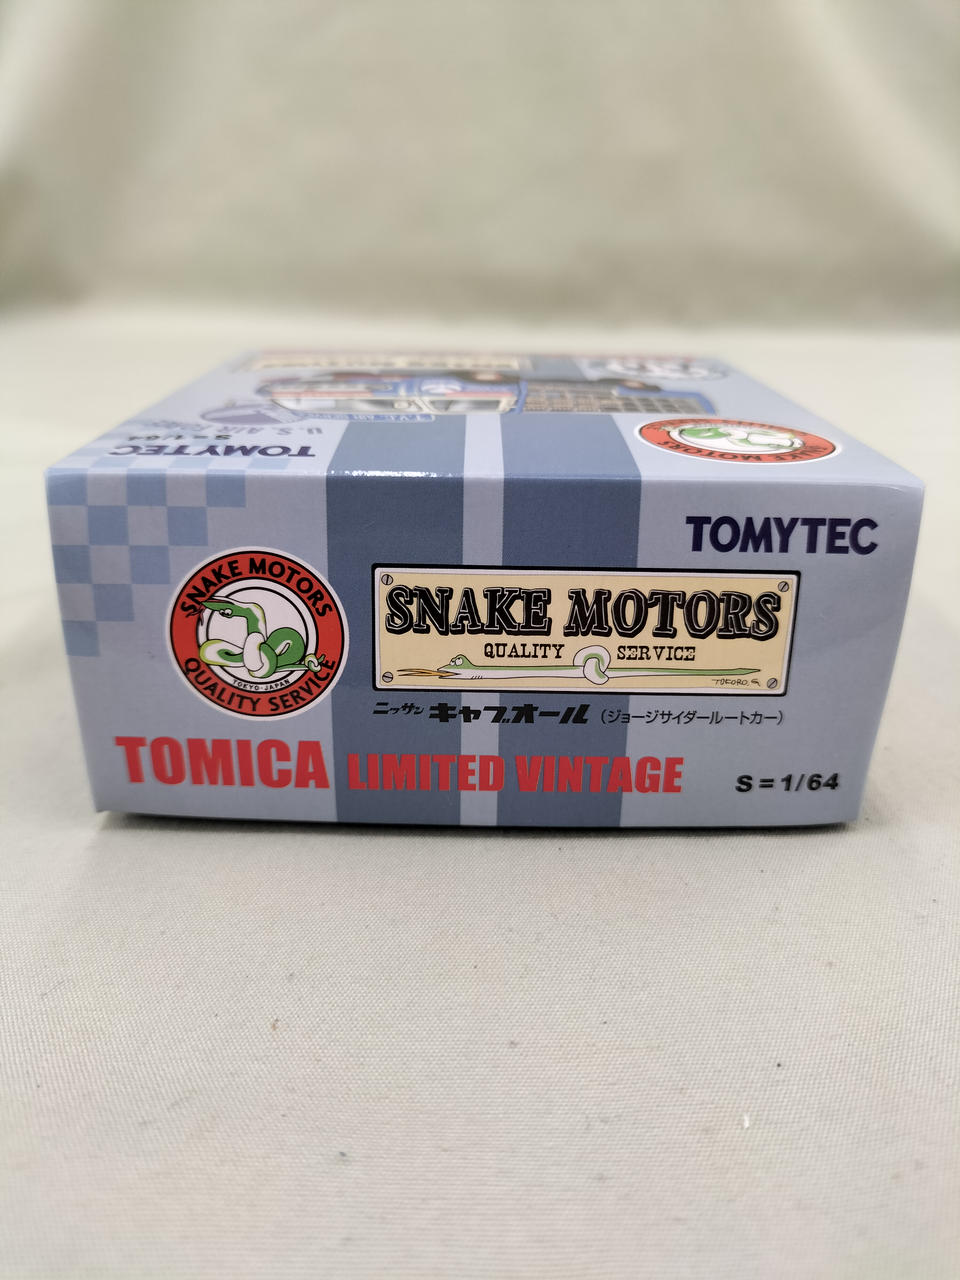 U.S AIR
S=1/64
TOMYTEC
SNAKE MOTORS
TOMYTEC
SNAKE MOTORS
QUALITY SERVICE
TOKYO-JAPAN
SNAKE MOTORS
QUALITY SERVICE
TOKORO.G
ニッサン キャブオール (ジョージサイダールートカー)
TOMICA LIMITED VINTAGE
S=1/64